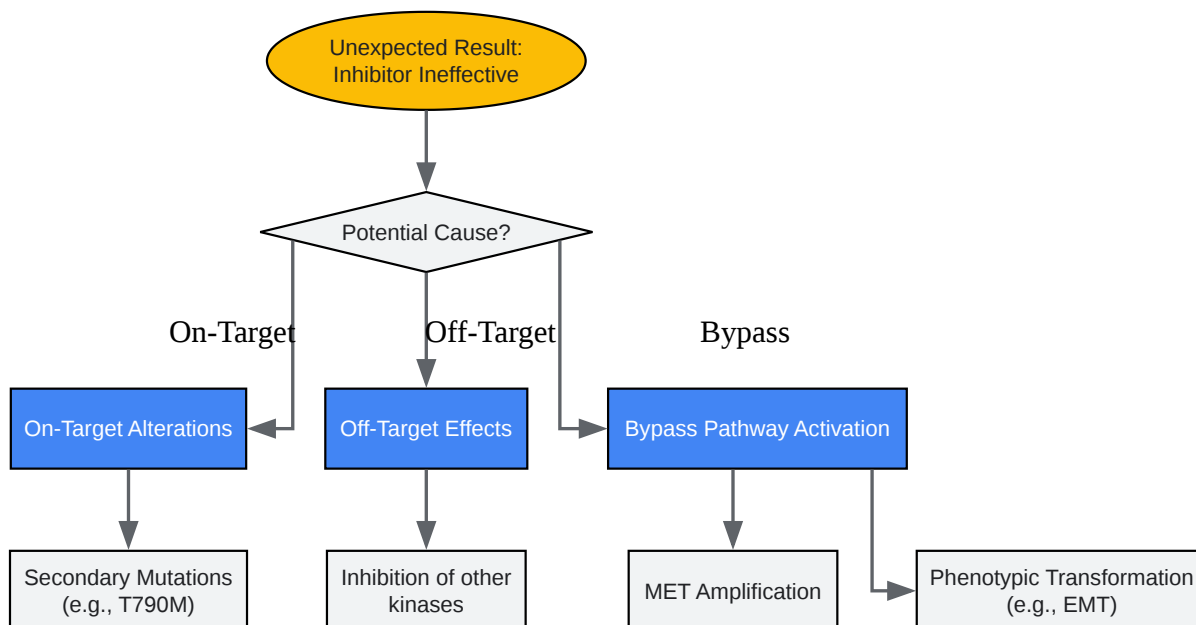 Unexpected Result:
Inhibitor Ineffective
Potential Cause?
On-Target
Off-Target
Bypass
On-Target Alterations
Off-Target Effects
Bypass Pathway Activation
Secondary Mutations
(e.g., T790M)
Inhibition of other
kinases
MET Amplification
Phenotypic Transformation
(e.g., EMT)